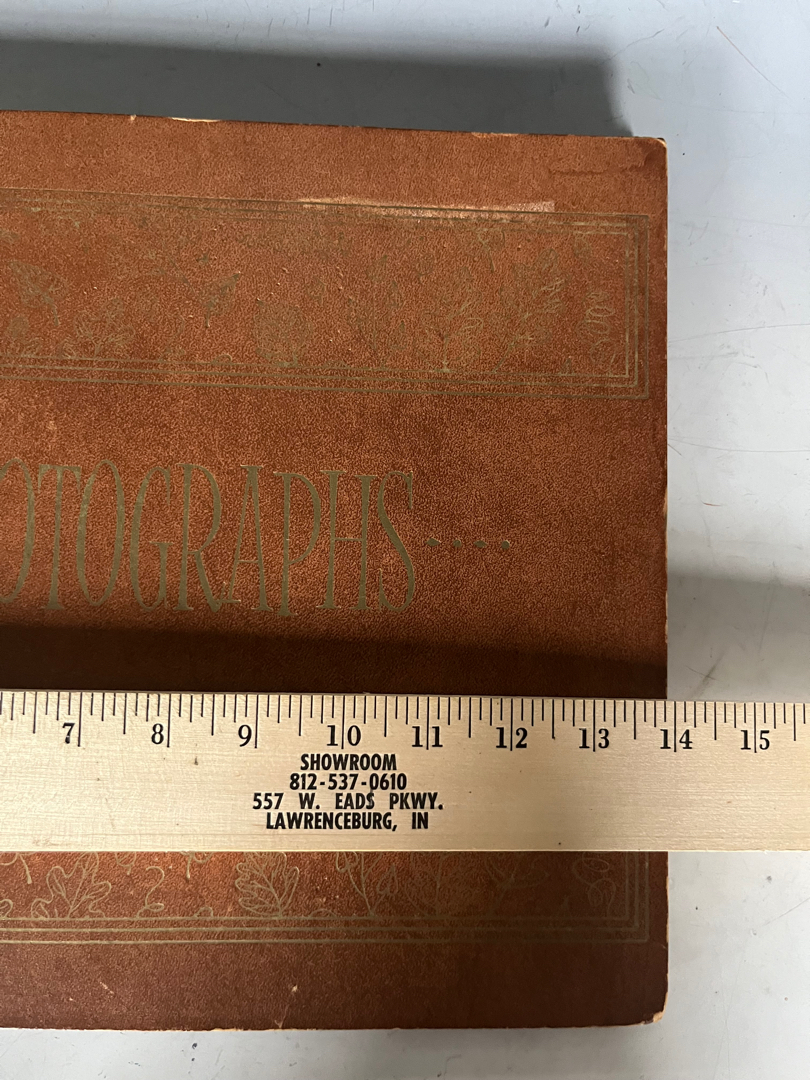 OTOGRAPHS....
7 8 9 10 11 12 13 14 15
SHOWROOM
812-537-0610
557 W. EADS PKWY.
LAWRENCEBURG, IN